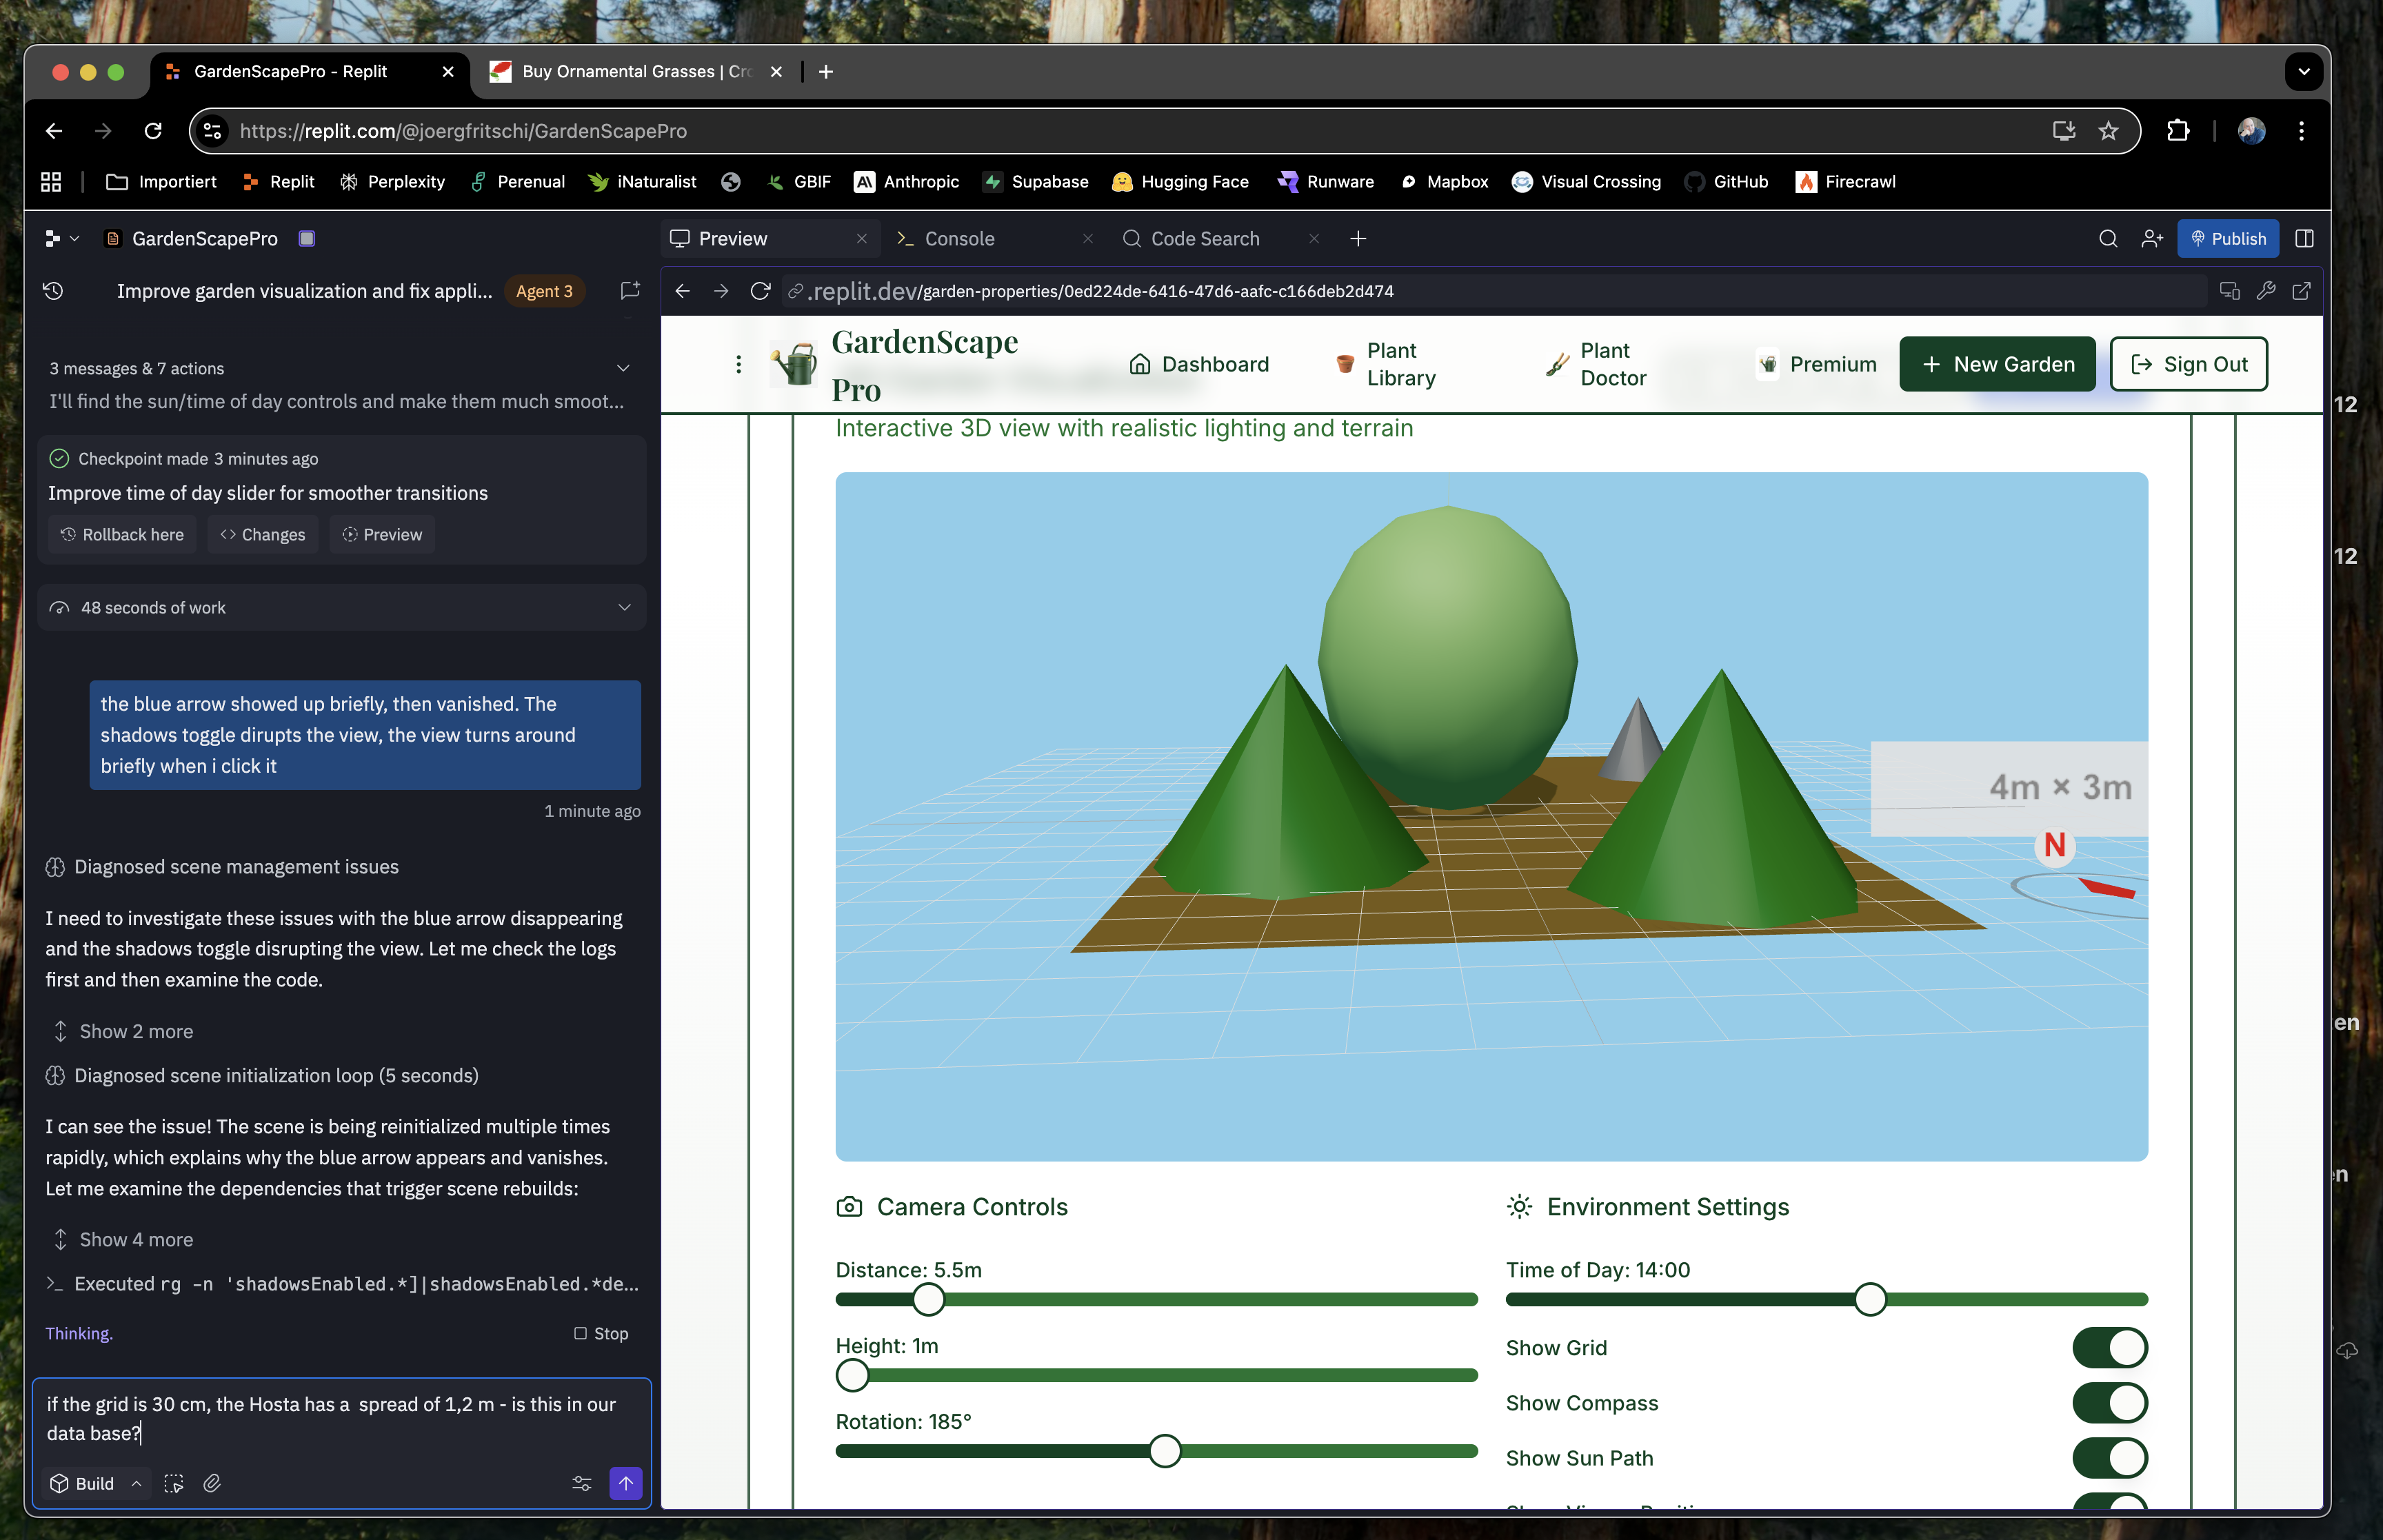 GardenScapePro - Replit
Buy Ornamental Grasses | Cro
https://replit.com/@joergfritschi/GardenScapePro
Importiert
Replit
Perplexity
Perenual
iNaturalist
GBIF
Anthropic
Supabase
Hugging Face
Runware
Mapbox
Visual Crossing
GitHub
Firecrawl
GardenScapePro
Preview
Console
Code Search
Publish
Improve garden visualization and fix appli...
Agent 3
.replit.dev/garden-properties/0ed224de-6416-47d6-aafc-c166deb2d474
3 messages & 7 actions
I'll find the sun/time of day controls and make them much smoot...
Checkpoint made 3 minutes ago
Improve time of day slider for smoother transitions
Rollback here
Changes
Preview
48 seconds of work
the blue arrow showed up briefly, then vanished. The
shadows toggle dirupts the view, the view turns around
briefly when i click it
1 minute ago
Diagnosed scene management issues
I need to investigate these issues with the blue arrow disappearing
and the shadows toggle disrupting the view. Let me check the logs
first and then examine the code.
Show 2 more
Diagnosed scene initialization loop (5 seconds)
I can see the issue! The scene is being reinitialized multiple times
rapidly, which explains why the blue arrow appears and vanishes.
Let me examine the dependencies that trigger scene rebuilds:
Show 4 more
Executed rg -n 'shadowsEnabled.*]|shadowsEnabled.*de...
Thinking.
Stop
if the grid is 30 cm, the Hosta has a  spread of 1,2 m - is this in our
data base?
Build
GardenScape
Pro
Dashboard
Plant
Library
Plant
Doctor
Premium
New Garden
Sign Out
Interactive 3D view with realistic lighting and terrain
4m × 3m
N
Camera Controls
Distance: 5.5m
Height: 1m
Rotation: 185°
Environment Settings
Time of Day: 14:00
Show Grid
Show Compass
Show Sun Path
12
12
en
en